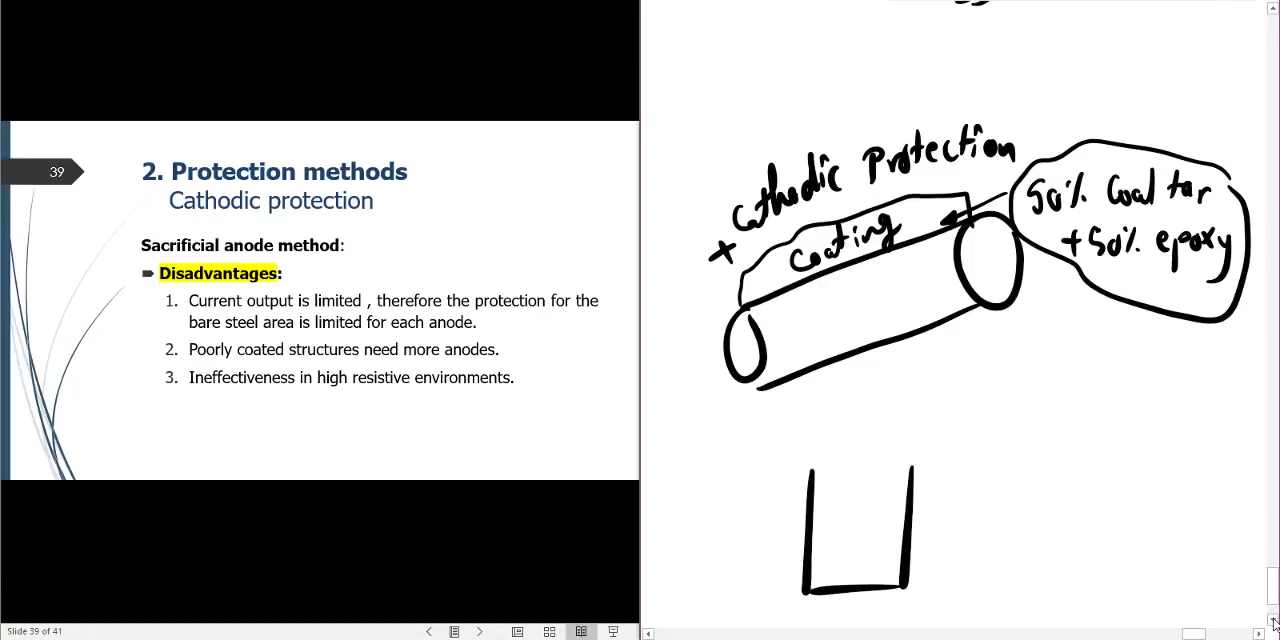 39
2. Protection methods
Cathodic protection
Sacrificial anode method:
Disadvantages:
1. Current output is limited , therefore the protection for the
bare steel area is limited for each anode.
2. Poorly coated structures need more anodes.
3. Ineffectiveness in high resistive environments.
Slide 39 of 41
Cathodic Protection
+
coating
50% Coal tar
+ 50% epoxy